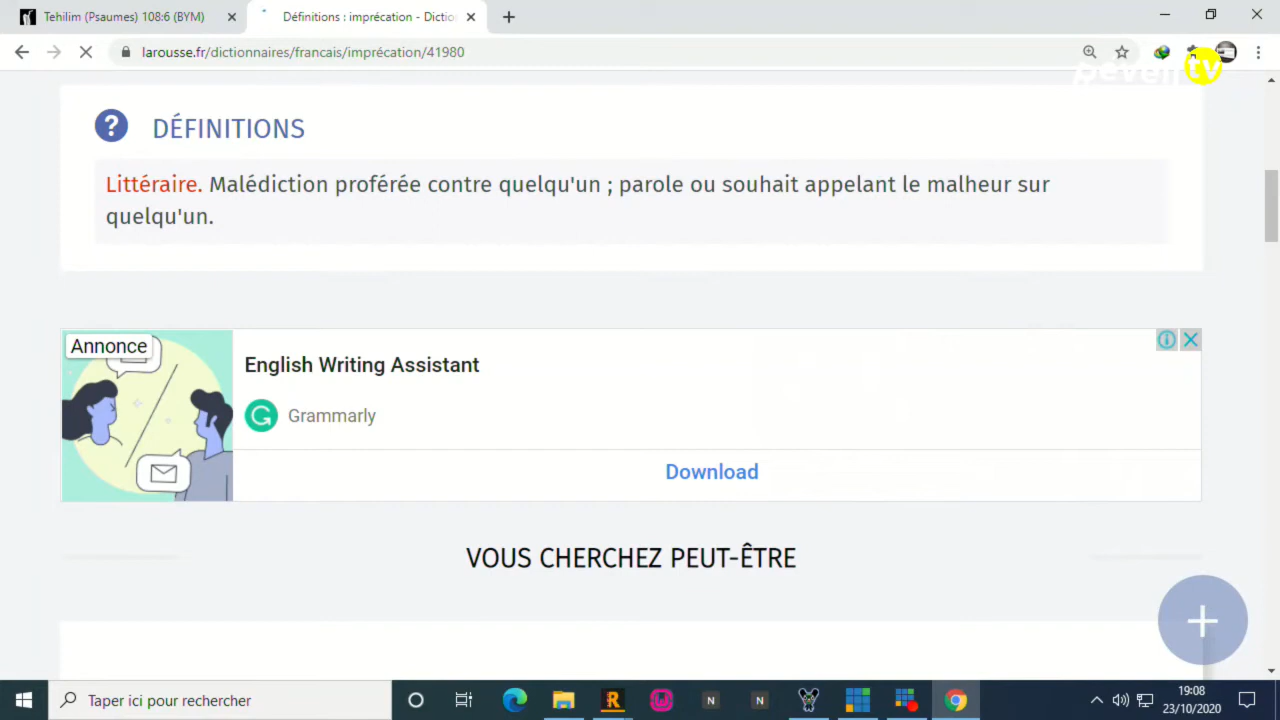 Tehilim (Psaumes) 108:6 (BYM)
Définitions : imprécation - Dictio
larousse.fr/dictionnaires/francais/imprécation/41980
tv
? DÉFINITIONS
Littéraire. Malédiction proférée contre quelqu'un ; parole ou souhait appelant le malheur sur
quelqu'un.
Annonce
English Writing Assistant
Grammarly
Download
VOUS CHERCHEZ PEUT-ÊTRE
Taper ici pour rechercher
R
N
N
19:08
23/10/2020